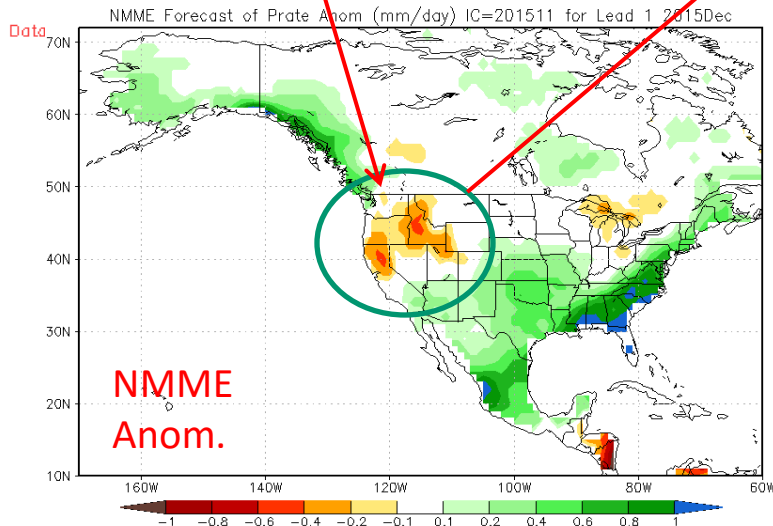 NMME Forecast of Prate Anom (mm/day) IC=201511 for Lead 1 2015Dec
Data
70N
60N
50N
40N
30N
20N
10N
NMME
Anom.
160W 140W 120W 100W 80W 60W
-1 -0.8 -0.6 -0.4 -0.2 -0.1 0.1 0.2 0.4 0.6 0.8